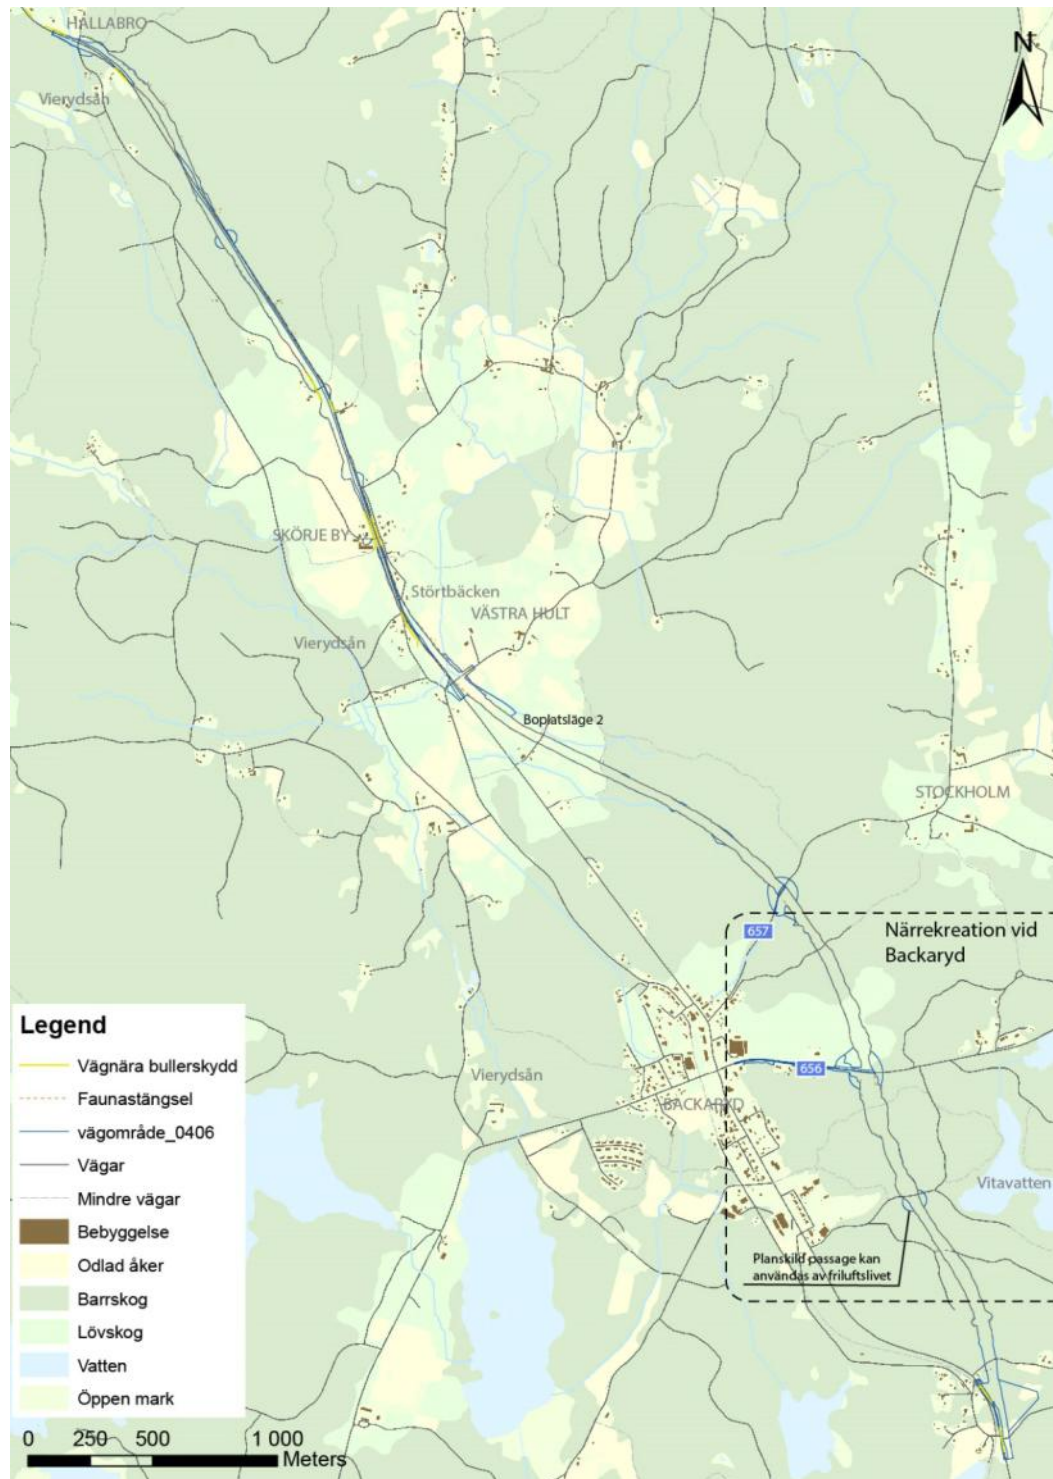 HALLABRO
N
Vierydsån
SKÖRJE BY
Störtbäcken
VÄSTRA HULT
Vierydsån
Boplatsläge 2
STOCKHOLM
657
Närrekreation vid
Backaryd
Vierydsån
656
BACKARYD
Vitavatten
Planskild passage kan
användas av friluftslivet
Legend
Vägnära bullerskydd
Faunastängsel
vägområde_0406
Vägar
Mindre vägar
Bebyggelse
Odlad åker
Barrskog
Lövskog
Vatten
Öppen mark
0 250 500 1 000
Meters